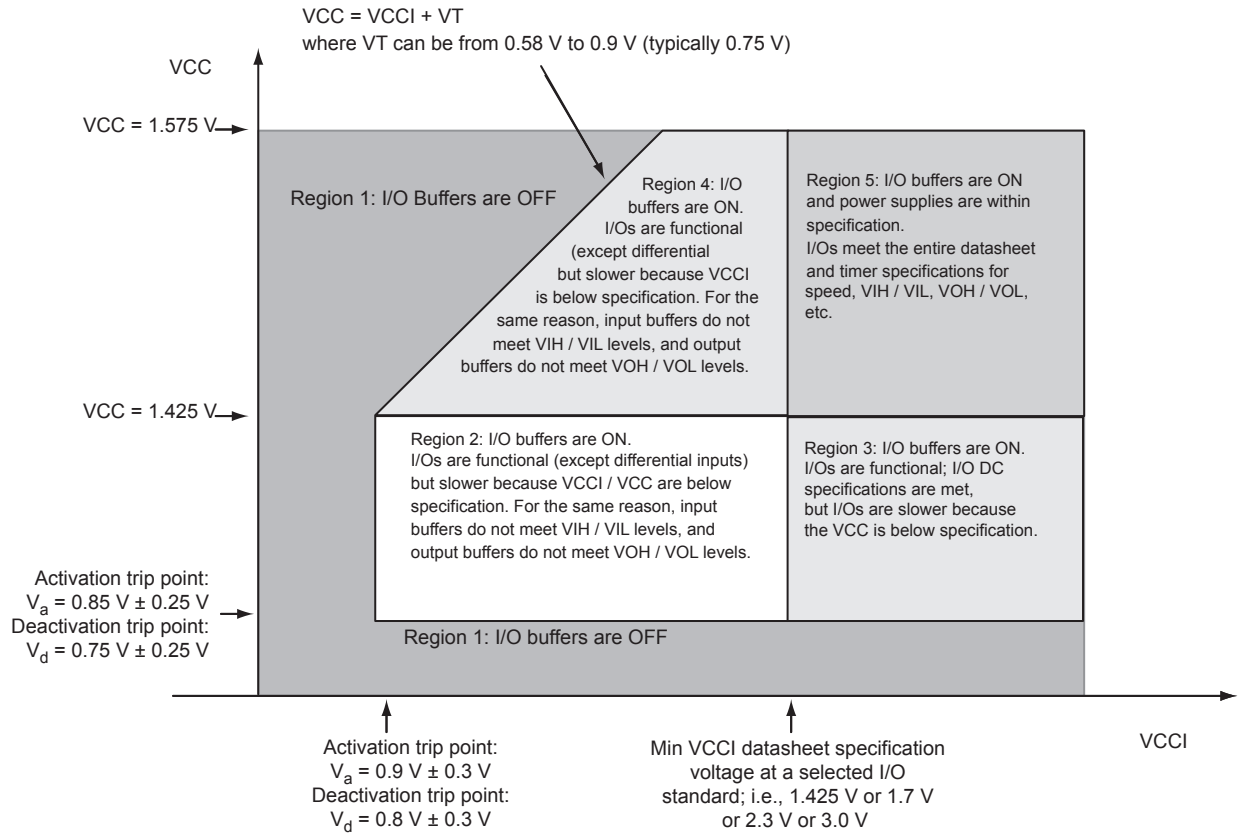 VCC = VCCI + VT
where VT can be from 0.58 V to 0.9 V (typically 0.75 V)
VCC
VCC = 1.575 V
Region 1: I/O Buffers are OFF
Region 4: I/O
buffers are ON.
I/Os are functional
(except differential
but slower because VCCI
is below specification. For the
same reason, input buffers do not
meet VIH / VIL levels, and output
buffers do not meet VOH / VOL levels.
Region 5: I/O buffers are ON
and power supplies are within
specification.
I/Os meet the entire datasheet
and timer specifications for
speed, VIH / VIL, VOH / VOL,
etc.
VCC = 1.425 V
Region 2: I/O buffers are ON.
I/Os are functional (except differential inputs)
but slower because VCCI / VCC are below
specification. For the same reason, input
buffers do not meet VIH / VIL levels, and
output buffers do not meet VOH / VOL levels.
Region 3: I/O buffers are ON.
I/Os are functional; I/O DC
specifications are met,
but I/Os are slower because
the VCC is below specification.
Activation trip point:
Va = 0.85 V ± 0.25 V
Deactivation trip point:
Vd = 0.75 V ± 0.25 V
Region 1: I/O buffers are OFF
Activation trip point:
Va = 0.9 V ± 0.3 V
Deactivation trip point:
Vd = 0.8 V ± 0.3 V
Min VCCI datasheet specification
voltage at a selected I/O
standard; i.e., 1.425 V or 1.7 V
or 2.3 V or 3.0 V
VCCI